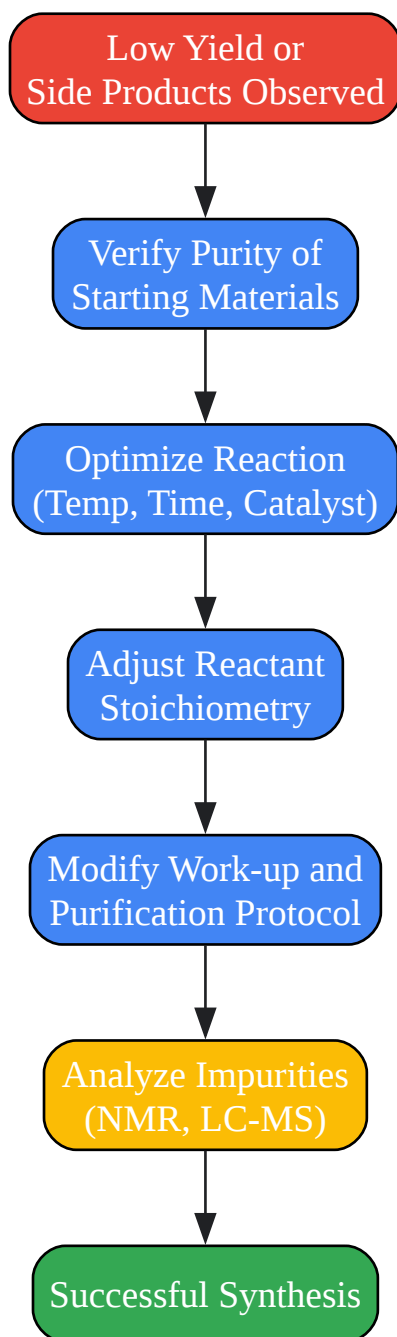 Low Yield or
Side Products Observed
Verify Purity of
Starting Materials
Optimize Reaction
(Temp, Time, Catalyst)
Adjust Reactant
Stoichiometry
Modify Work-up and
Purification Protocol
Analyze Impurities
(NMR, LC-MS)
Successful Synthesis